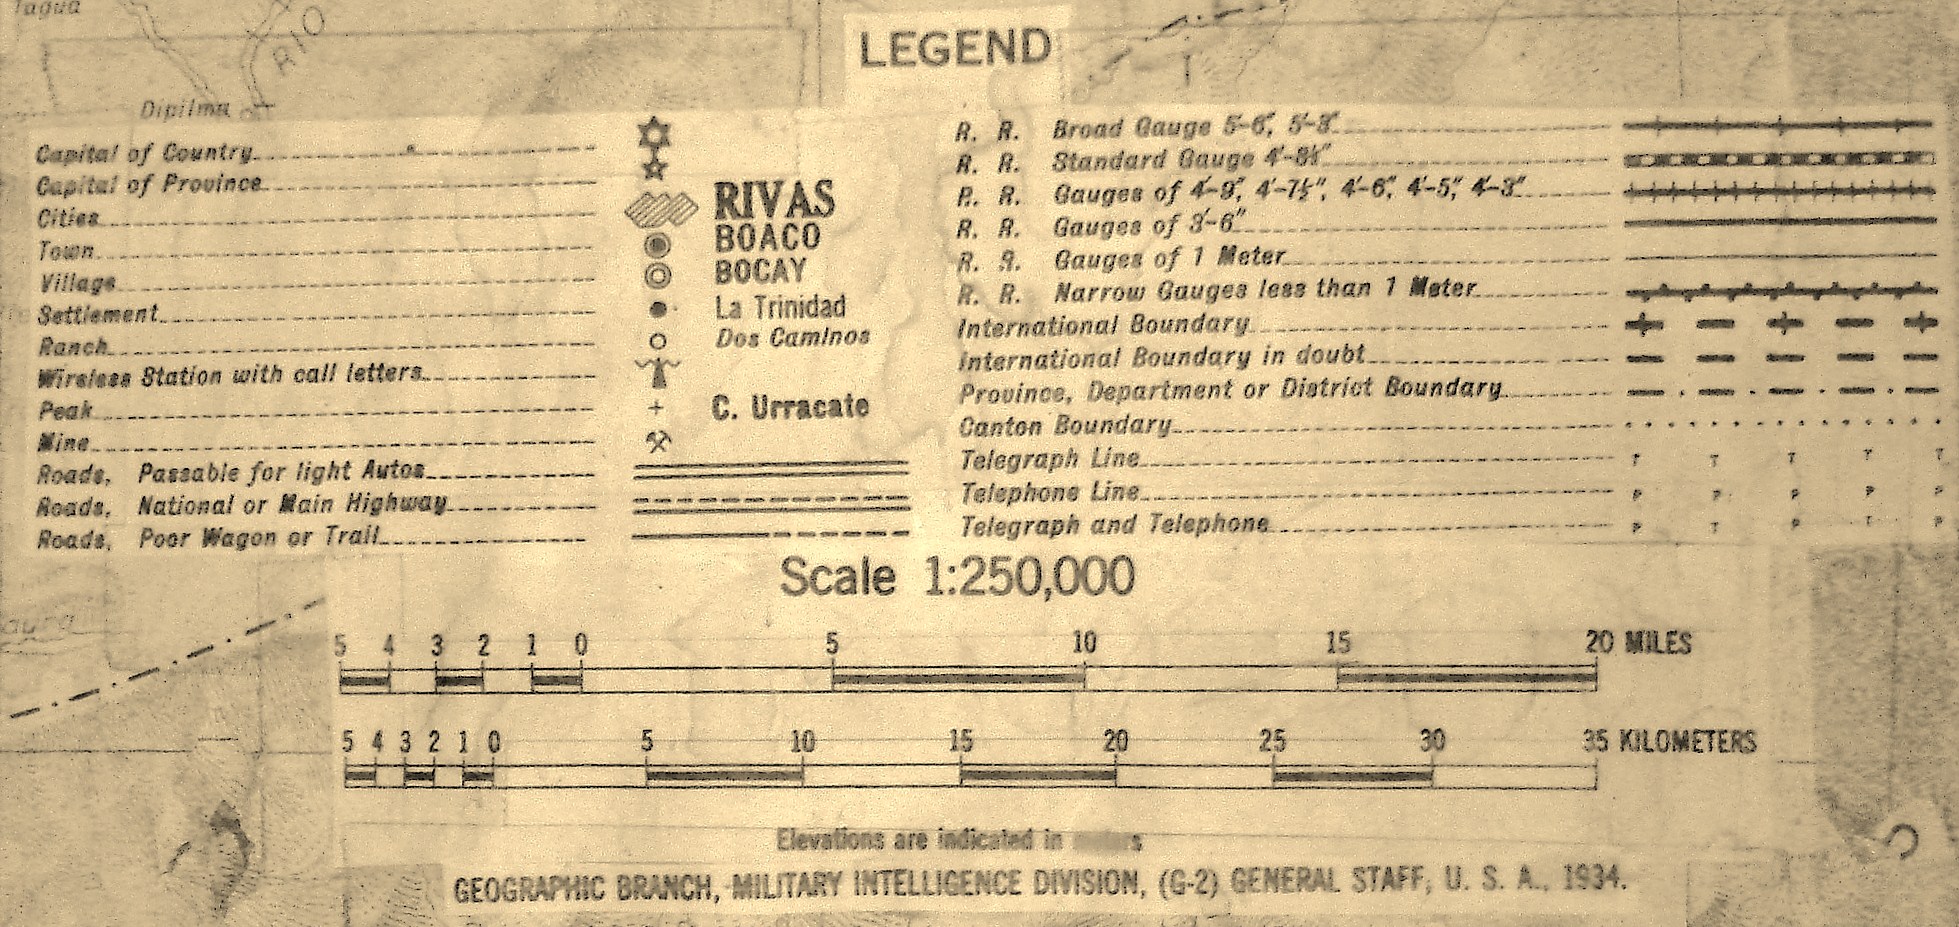 Tagua
RIO
LEGEND
Dipilma
Capital of Country
Capital of Province
Cities RIVAS
Town BOACO
Village BOCAY
Settlement La Trinidad
Ranch Dos Caminos
Wireless Station with call letters
Peak C. Urracate
Mine
Roads, Passable for light Autos
Roads, National or Main Highway
Roads, Poor Wagon or Trail
R. R. Broad Gauge 5'-6", 5'-3"
R. R. Standard Gauge 4'-8½"
R. R. Gauges of 4'-9", 4'-7½", 4'-6", 4'-5", 4'-3"
R. R. Gauges of 3'-6"
R. R. Gauges of 1 Meter
R. R. Narrow Gauges less than 1 Meter
International Boundary
International Boundary in doubt
Province, Department or District Boundary
Canton Boundary
Telegraph Line T T T T T
Telephone Line P P P P P
Telegraph and Telephone P T P T P
Scale 1:250,000
5 4 3 2 1 0 5 10 15 20 MILES
5 4 3 2 1 0 5 10 15 20 25 30 35 KILOMETERS
Elevations are indicated in meters
GEOGRAPHIC BRANCH, MILITARY INTELLIGENCE DIVISION, (G-2) GENERAL STAFF, U. S. A., 1934.